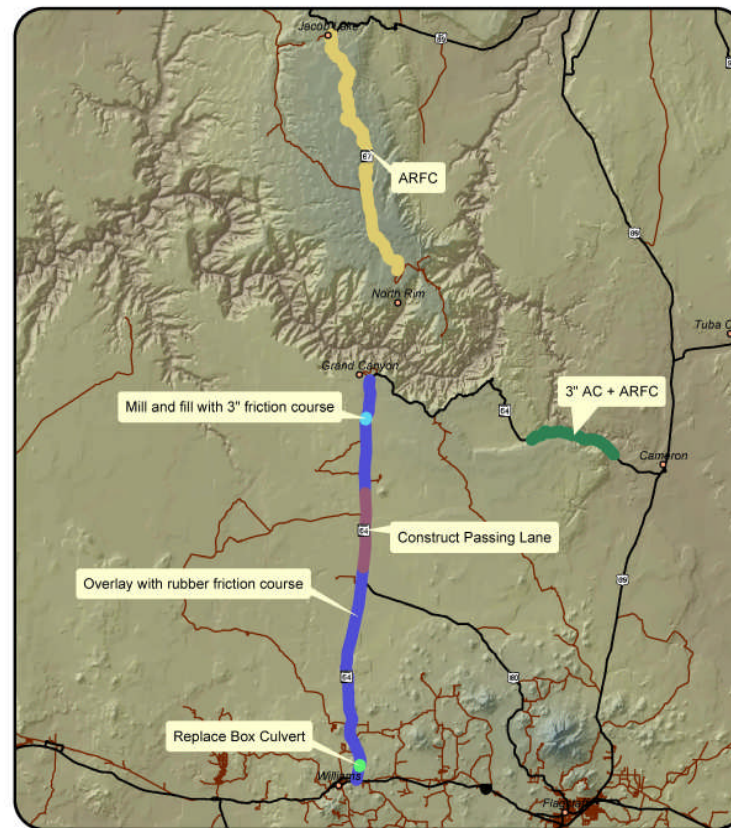 Jacob Lake
89
67
ARFC
North Rim
89
Grand Canyon
3" AC + ARFC
Mill and fill with 3" friction course
64
Cameron
64
Construct Passing Lane
Overlay with rubber friction course
89
64
180
Replace Box Culvert
Williams